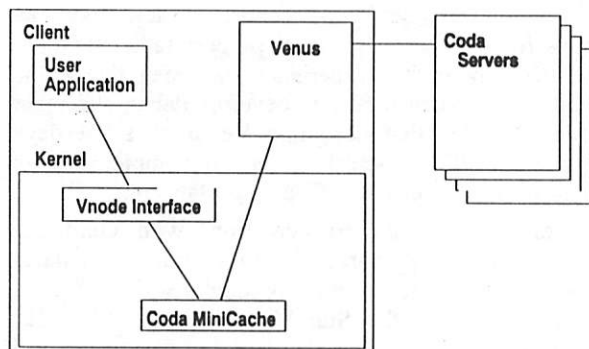 Client
User
Application
Venus
Coda
Servers
Kernel
Vnode Interface
Coda MiniCache